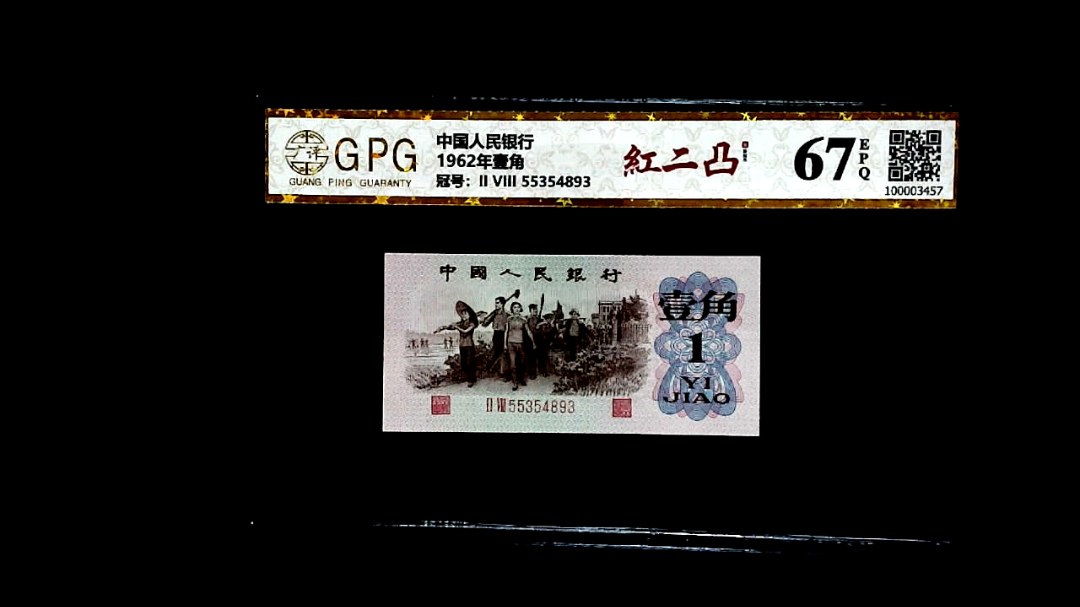 GPG
GUANG PING GUARANTY
中国人民银行
1962年壹角
冠号: II VIII 55354893
紅二凸
67
EPQ
100003457
中國人民銀行
壹角
1
YI
JIAO
II VIII 55354893